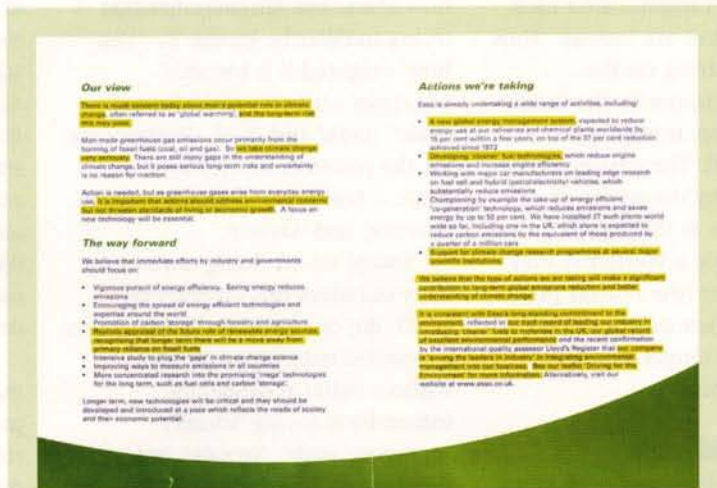 Our view
There is much concern today about man's potential role in climate
change, often referred to as 'global warming', and the long-term risk
this may pose.
Man made greenhouse gas emissions occur primarily from the
burning of fossil fuels (coal, oil and gas). So we take climate change
very seriously. There are still many gaps in the understanding of
climate change, but it poses serious long-term risks and uncertainty
is no reason for inaction.
Action is needed, but as greenhouse gases arise from everyday energy
use, it is important that actions should address environmental concerns
but not threaten standards of living or economic growth. A focus on
new technology will be essential.
The way forward
We believe that immediate efforts by industry and governments
should focus on:
• Vigorous pursuit of energy efficiency. Saving energy reduces
emissions
• Encouraging the spread of energy efficient technologies and
expertise around the world
• Promotion of carbon 'storage' through forestry and agriculture
• Realistic appraisal of the future role of renewable energy sources,
recognising that longer term there will be a move away from
primary reliance on fossil fuels
• Intensive study to plug the 'gaps' in climate change science
• Improving ways to measure emissions in all countries
• More concentrated research into the promising 'mega' technologies
for the long term, such as fuel cells and carbon 'storage'.
Longer term, new technologies will be critical and they should be
developed and introduced at a pace which reflects the needs of society
and their economic potential.
Actions we're taking
Esso is already undertaking a wide range of activities, including:
• A new global energy management system, expected to reduce
energy use at our refineries and chemical plants worldwide by
15 per cent within a few years, on top of the 37 per cent reduction
achieved since 1973
• Developing 'cleaner' fuel technologies, which reduce engine
emissions and increase engine efficiency
• Working with major car manufacturers on leading edge research
on fuel cell and hybrid (petrol/electric) vehicles, which
substantially reduce emissions
• Championing by example the take-up of energy efficient
'co-generation' technology, which reduces emissions and saves
energy by up to 50 per cent. We have installed 27 such plants world
wide so far, including one in the UK, which alone is expected to
reduce carbon emissions by the equivalent of those produced by
a quarter of a million cars
• Support for climate change research programmes at several major
scientific institutions.
We believe that the type of actions we are taking will make a significant
contribution to long-term global emissions reduction and better
understanding of climate change.
It is consistent with Esso's long-standing commitment to the
environment, reflected in our track record of leading our industry in
introducing 'cleaner' fuels to motorists in the UK, our global record
of excellent environmental performance and the recent confirmation
by the international quality assessor Lloyd's Register that our company
is 'among the leaders in industry' in integrating environmental
management into our business. See our leaflet 'Driving for the
Environment' for more information. Alternatively, visit our
website at www.esso.co.uk.